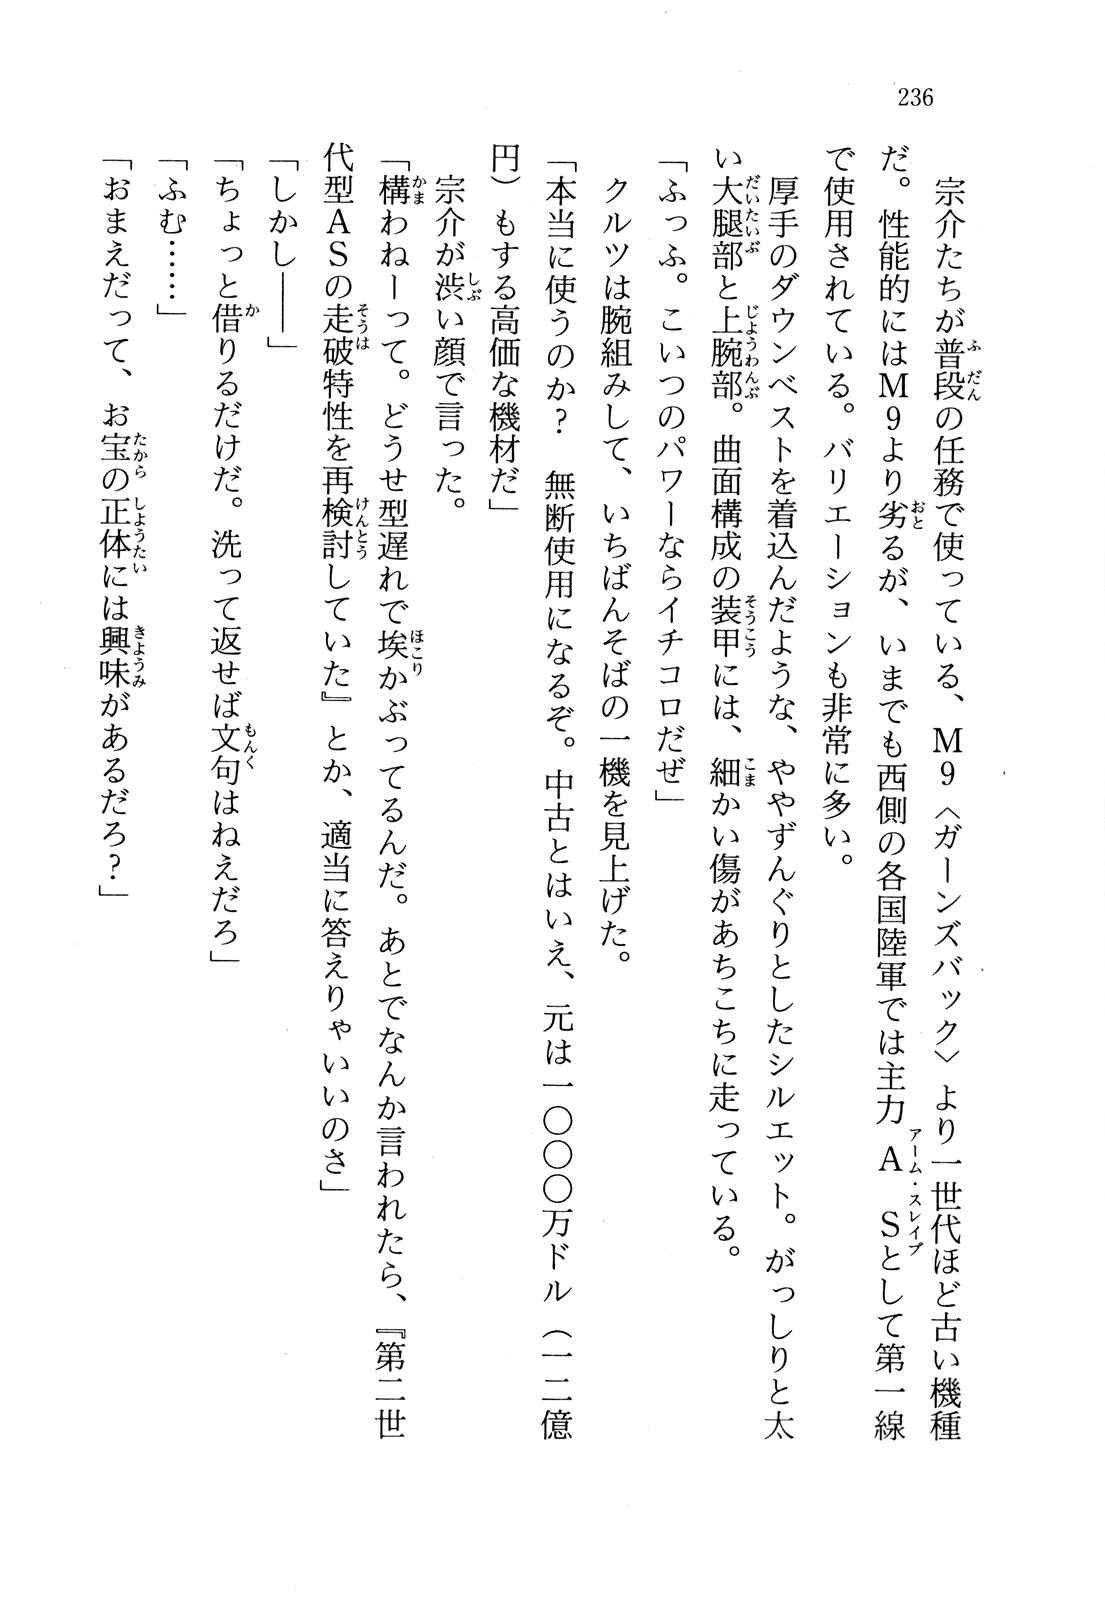 236
　宗介たちが普段の任務で使っている、M9〈ガーンズバック〉より一世代ほど古い機種
だ。性能的にはM9より劣るが、いまでも西側の各国陸軍では主力ASとして第一線
で使用されている。バリエーションも非常に多い。
　厚手のダウンベストを着込んだような、ややずんぐりとしたシルエット。がっしりと太
い大腿部と上腕部。曲面構成の装甲には、細かい傷があちこちに走っている。
「ふっふ。こいつのパワーならイチコロだぜ」
　クルツは腕組みして、いちばんそばの一機を見上げた。
「本当に使うのか？　無断使用になるぞ。中古とはいえ、元は一〇〇〇万ドル（一二億
円）もする高価な機材だ」
　宗介が渋い顔で言った。
「構わねーって。どうせ型遅れで埃かぶってるんだ。あとでなんか言われたら、『第二世
代型ASの走破特性を再検討していた』とか、適当に答えりゃいいのさ」
「しかし――」
「ちょっと借りるだけだ。洗って返せば文句はねえだろ」
「ふむ……」
「おまえだって、お宝の正体には興味があるだろ？」